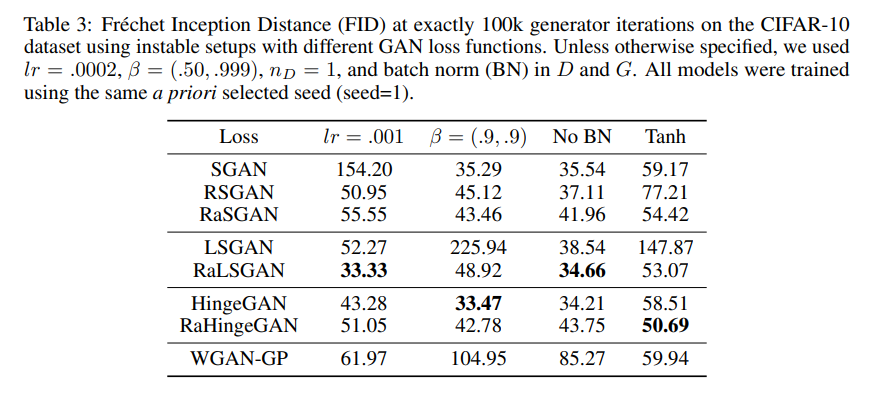 Table 3: Fréchet Inception Distance (FID) at exactly 100k generator iterations on the CIFAR-10
dataset using instable setups with different GAN loss functions. Unless otherwise specified, we used
lr = .0002, β = (.50, .999), n_D = 1, and batch norm (BN) in D and G. All models were trained
using the same a priori selected seed (seed=1).
Loss lr = .001 β = (.9, .9) No BN Tanh
SGAN 154.20 35.29 35.54 59.17
RSGAN 50.95 45.12 37.11 77.21
RaSGAN 55.55 43.46 41.96 54.42
LSGAN 52.27 225.94 38.54 147.87
RaLSGAN 33.33 48.92 34.66 53.07
HingeGAN 43.28 33.47 34.21 58.51
RaHingeGAN 51.05 42.78 43.75 50.69
WGAN-GP 61.97 104.95 85.27 59.94